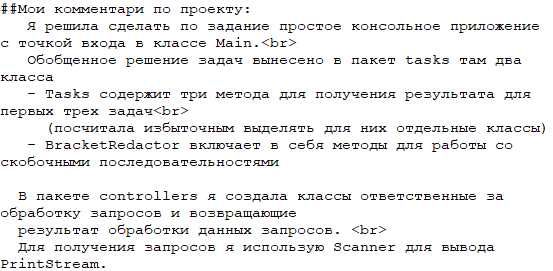 ##Мои комментари по проекту:
Я решила сделать по задание простое консольное приложение
с точкой входа в классе Main.<br>
Обобщенное решение задач вынесено в пакет tasks там два
класса
- Tasks содержит три метода для получения результата для
первых трех задач<br>
(посчитала избыточным выделять для них отдельные классы)
- BracketRedactor включает в себя методы для работы со
скобочными последовательностями
В пакете controllers я создала классы ответственные за
обработку запросов и возвращающие
результат обработки данных запросов. <br>
Для получения запросов я использую Scanner для вывода
PrintStream.